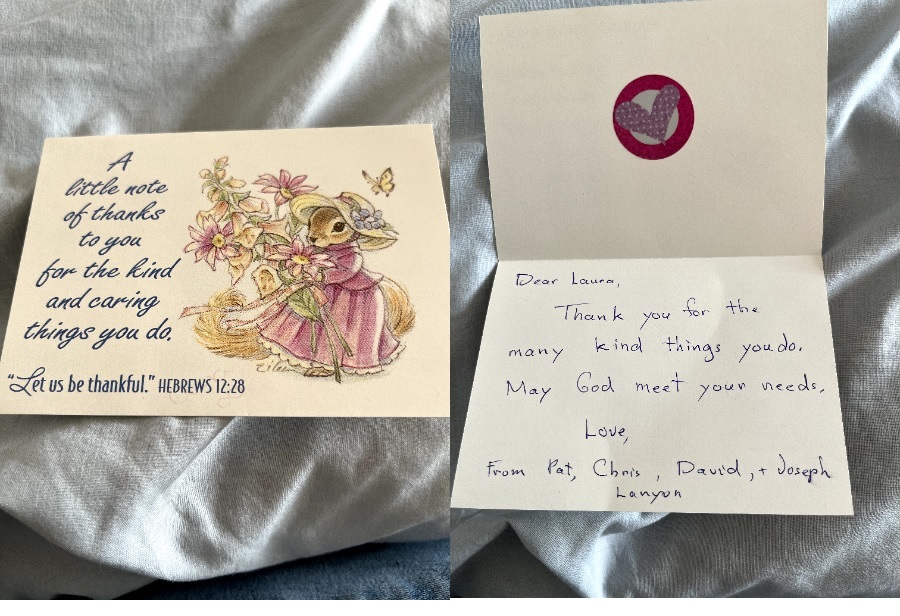 A
little note
of thanks
to you
for the kind
and caring
things you do.
"Let us be thankful." HEBREWS 12:28
Dear Laura,
Thank you for the
many kind things you do.
May God meet your needs,
Love,
From Pat, Chris, David, + Joseph
Lanyon